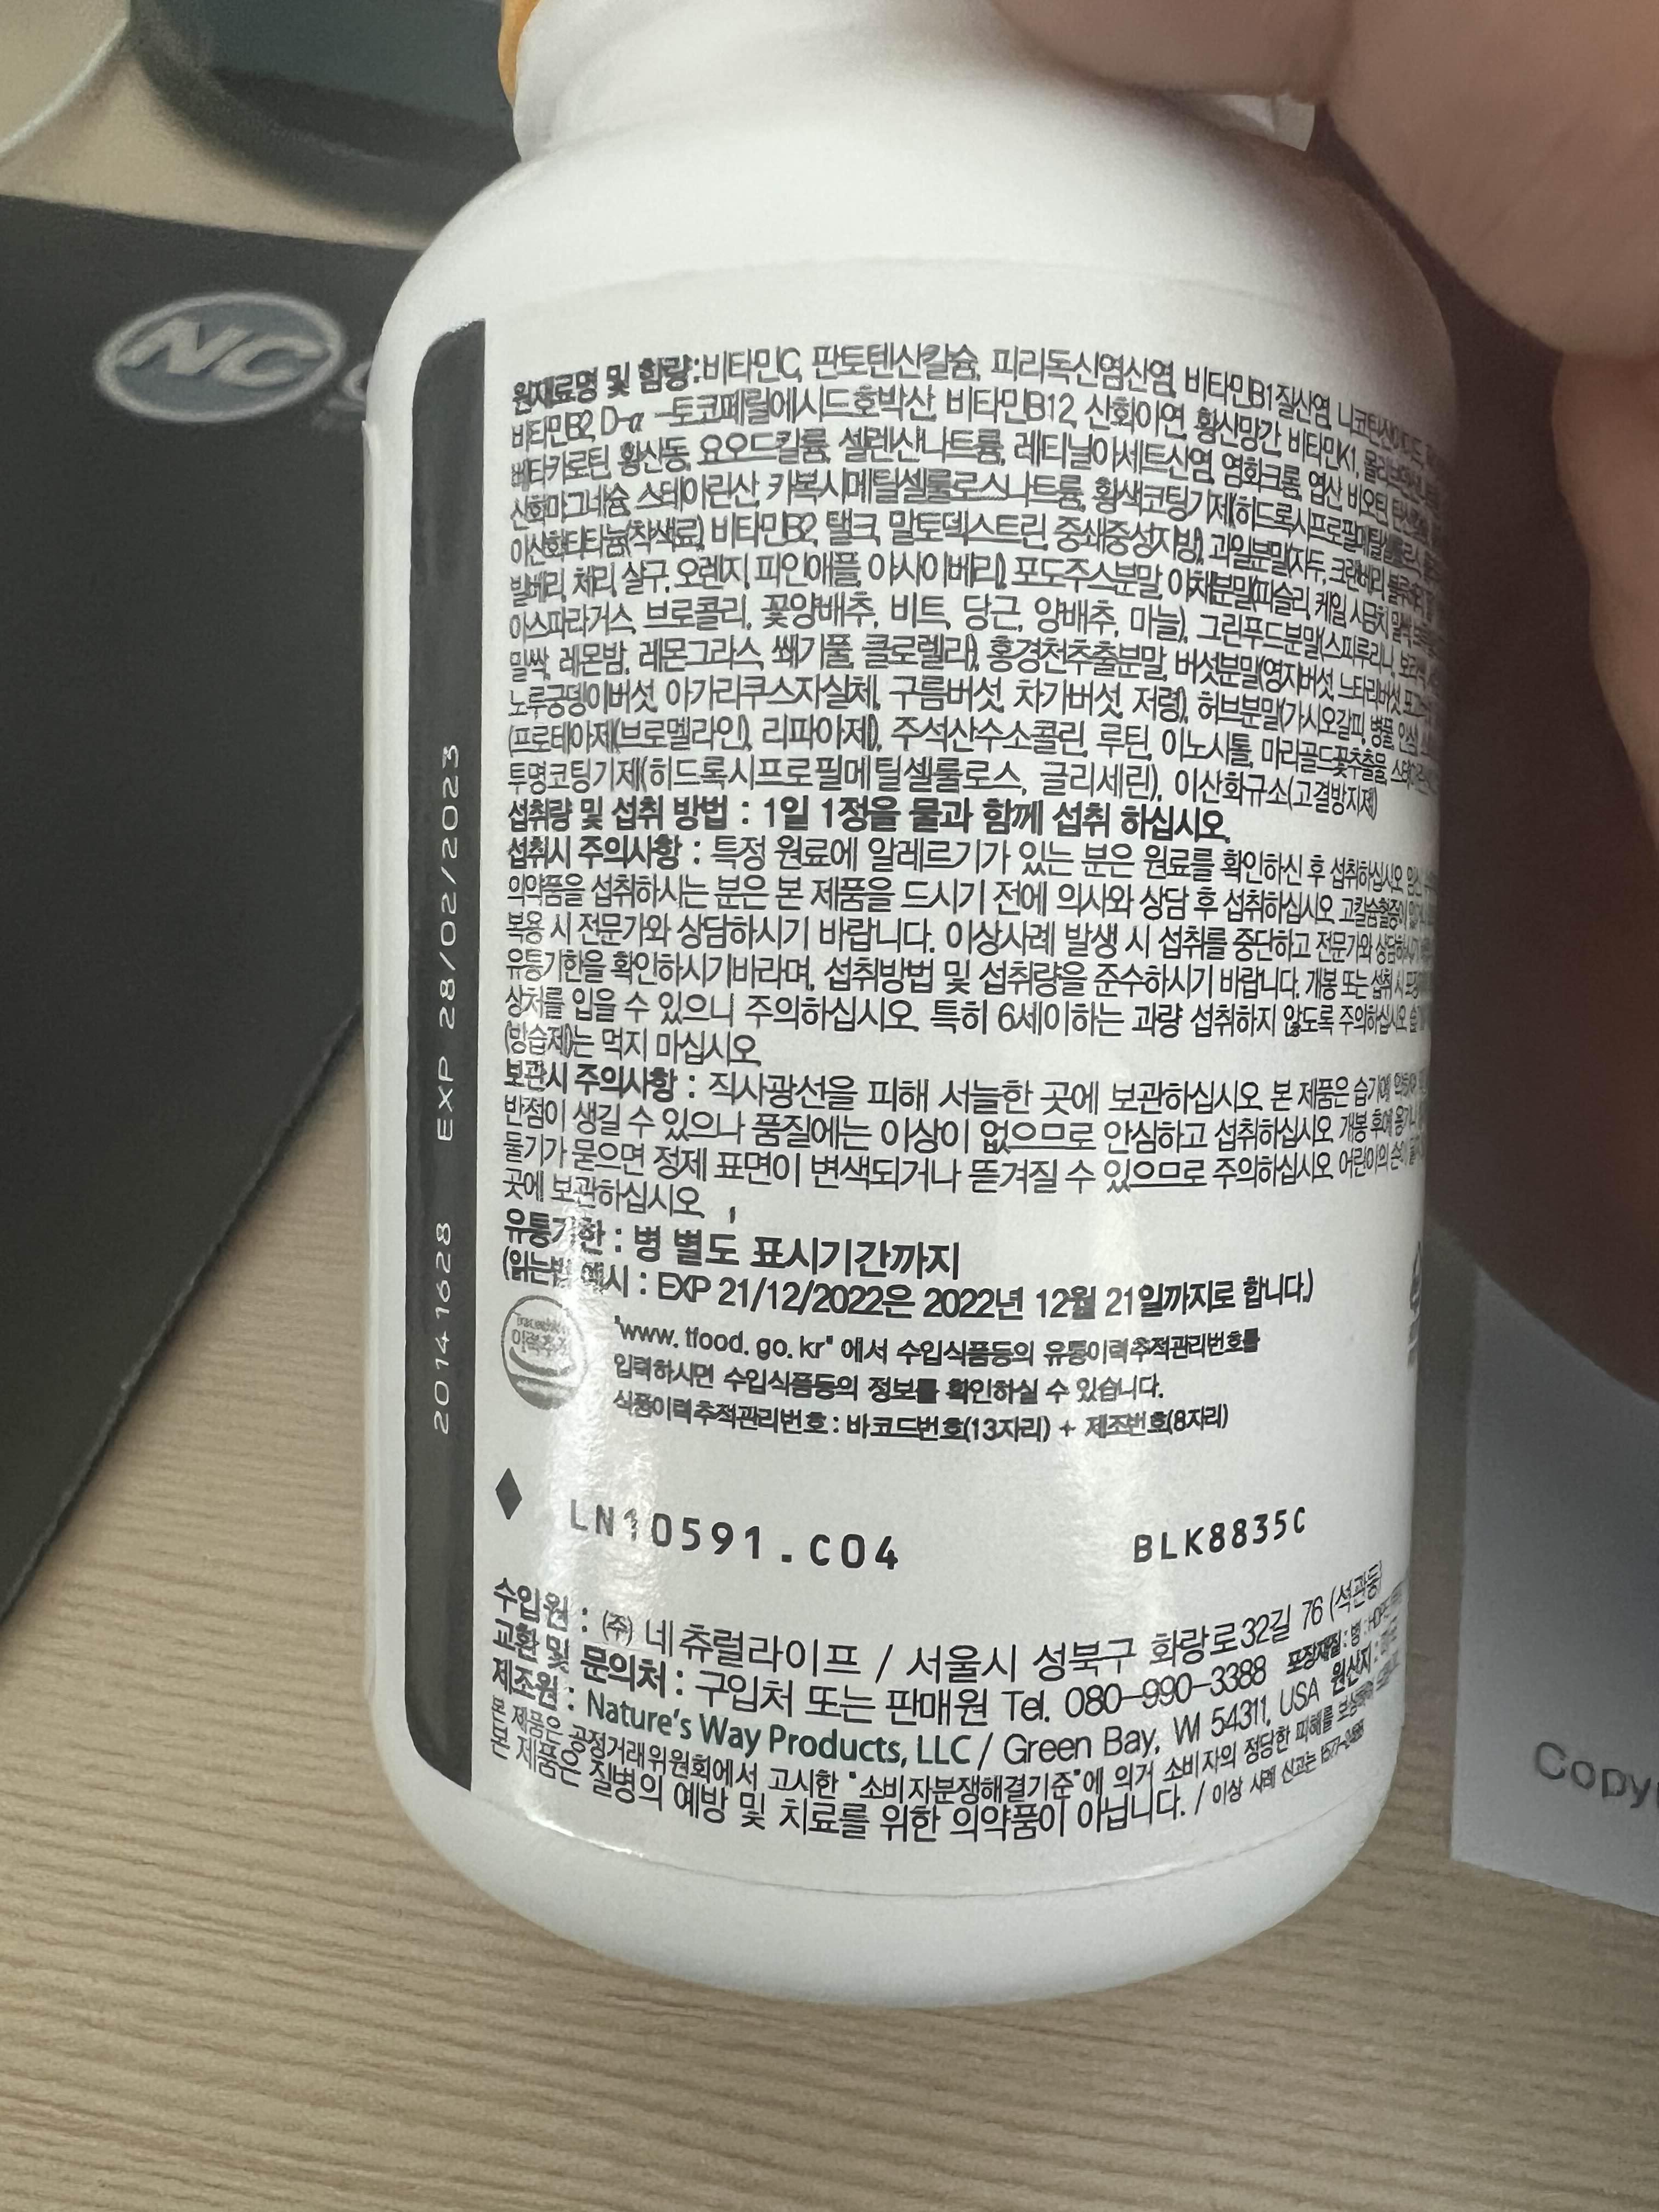 NC
2014 1628 EXP 28/02/2023
원재료명 및 함량:비타민C, 판토텐산칼슘, 피리독신염산염, 비타민B1질산염,
비타민B2, D-α -토코페릴에시드호박산, 비타민B12, 산화아연, 황산망간, 비타민K1,
베타카로틴, 황산동, 요오드칼륨, 셀렌산나트륨, 레티닐아세트산염, 염화크롬, 엽산, 비오틴,
산화마그네슘, 스테아린산, 카복시메틸셀룰로스나트륨, 황색코팅기제(히드록시프로필메틸셀룰로스,
이산화티타늄(착색료), 비타민B2, 탤크, 말토덱스트린, 중쇄중성지방), 과일분말(자두, 크랜베리,
빌베리, 체리, 살구, 오렌지, 파인애플, 아사이베리), 포도주스분말, 야채분말(파슬리, 케일, 시금치,
아스파라거스, 브로콜리, 꽃양배추, 비트, 당근, 양배추, 마늘), 그린푸드분말(스피루리나,
밀싹, 레몬밤, 레몬그라스, 쐐기풀, 클로렐라), 홍경천추출분말, 버섯분말(영지버섯, 느타리버섯,
노루궁뎅이버섯, 아가리쿠스자실체, 구름버섯, 차가버섯, 저령), 허브분말(가시오갈피, 병풀, 인삼,
(프로테아제(브로멜라인), 리파아제), 주석산수소콜린, 루틴, 이노시톨, 마리골드꽃추출물,
투명코팅기제(히드록시프로필메틸셀룰로스, 글리세린), 이산화규소(고결방지제)
섭취량 및 섭취 방법 : 1일 1정을 물과 함께 섭취 하십시오.
섭취시 주의사항 : 특정 원료에 알레르기가 있는 분은 원료를 확인하신 후 섭취하십시오.
의약품을 섭취하시는 분은 본 제품을 드시기 전에 의사와 상담 후 섭취하십시오.
복용 시 전문가와 상담하시기 바랍니다. 이상사례 발생 시 섭취를 중단하고 전문가와
유통기한을 확인하시기바라며, 섭취방법 및 섭취량을 준수하시기 바랍니다. 개봉 또는 섭취 시
상처를 입을 수 있으니 주의하십시오. 특히 6세이하는 과량 섭취하지 않도록 주의하십시오.
(방습제)는 먹지 마십시오.
보관시 주의사항 : 직사광선을 피해 서늘한 곳에 보관하십시오. 본 제품은 습기에
반점이 생길 수 있으나 품질에는 이상이 없으므로 안심하고 섭취하십시오. 개봉 후에
물기가 묻으면 정제 표면이 변색되거나 뜯겨질 수 있으므로 주의하십시오. 어린이의 손이
곳에 보관하십시오.
유통기한 : 병 별도 표시기간까지
(읽는법 예시 : EXP 21/12/2022은 2022년 12월 21일까지로 합니다.)
이력추적
"www. tfood. go. kr" 에서 수입식품등의 유통이력추적관리번호를
입력하시면 수입식품등의 정보를 확인하실 수 있습니다.
식품이력추적관리번호 : 바코드번호(13자리) + 제조번호(8자리)
LN10591.C04 BLK8835C
수입원 : ㈜ 네츄럴라이프 / 서울시 성북구 화랑로32길 76 (석관동)
교환 및 문의처 : 구입처 또는 판매원 Tel. 080-990-3388 포장재질 : 병 :
제조원 : Nature's Way Products, LLC / Green Bay, WI 54311, USA 원산지 :
본 제품은 공정거래위원회에서 고시한 "소비자분쟁해결기준"에 의거 소비자의 정당한 피해를
본 제품은 질병의 예방 및 치료를 위한 의약품이 아닙니다. / 이상 사례 신고는